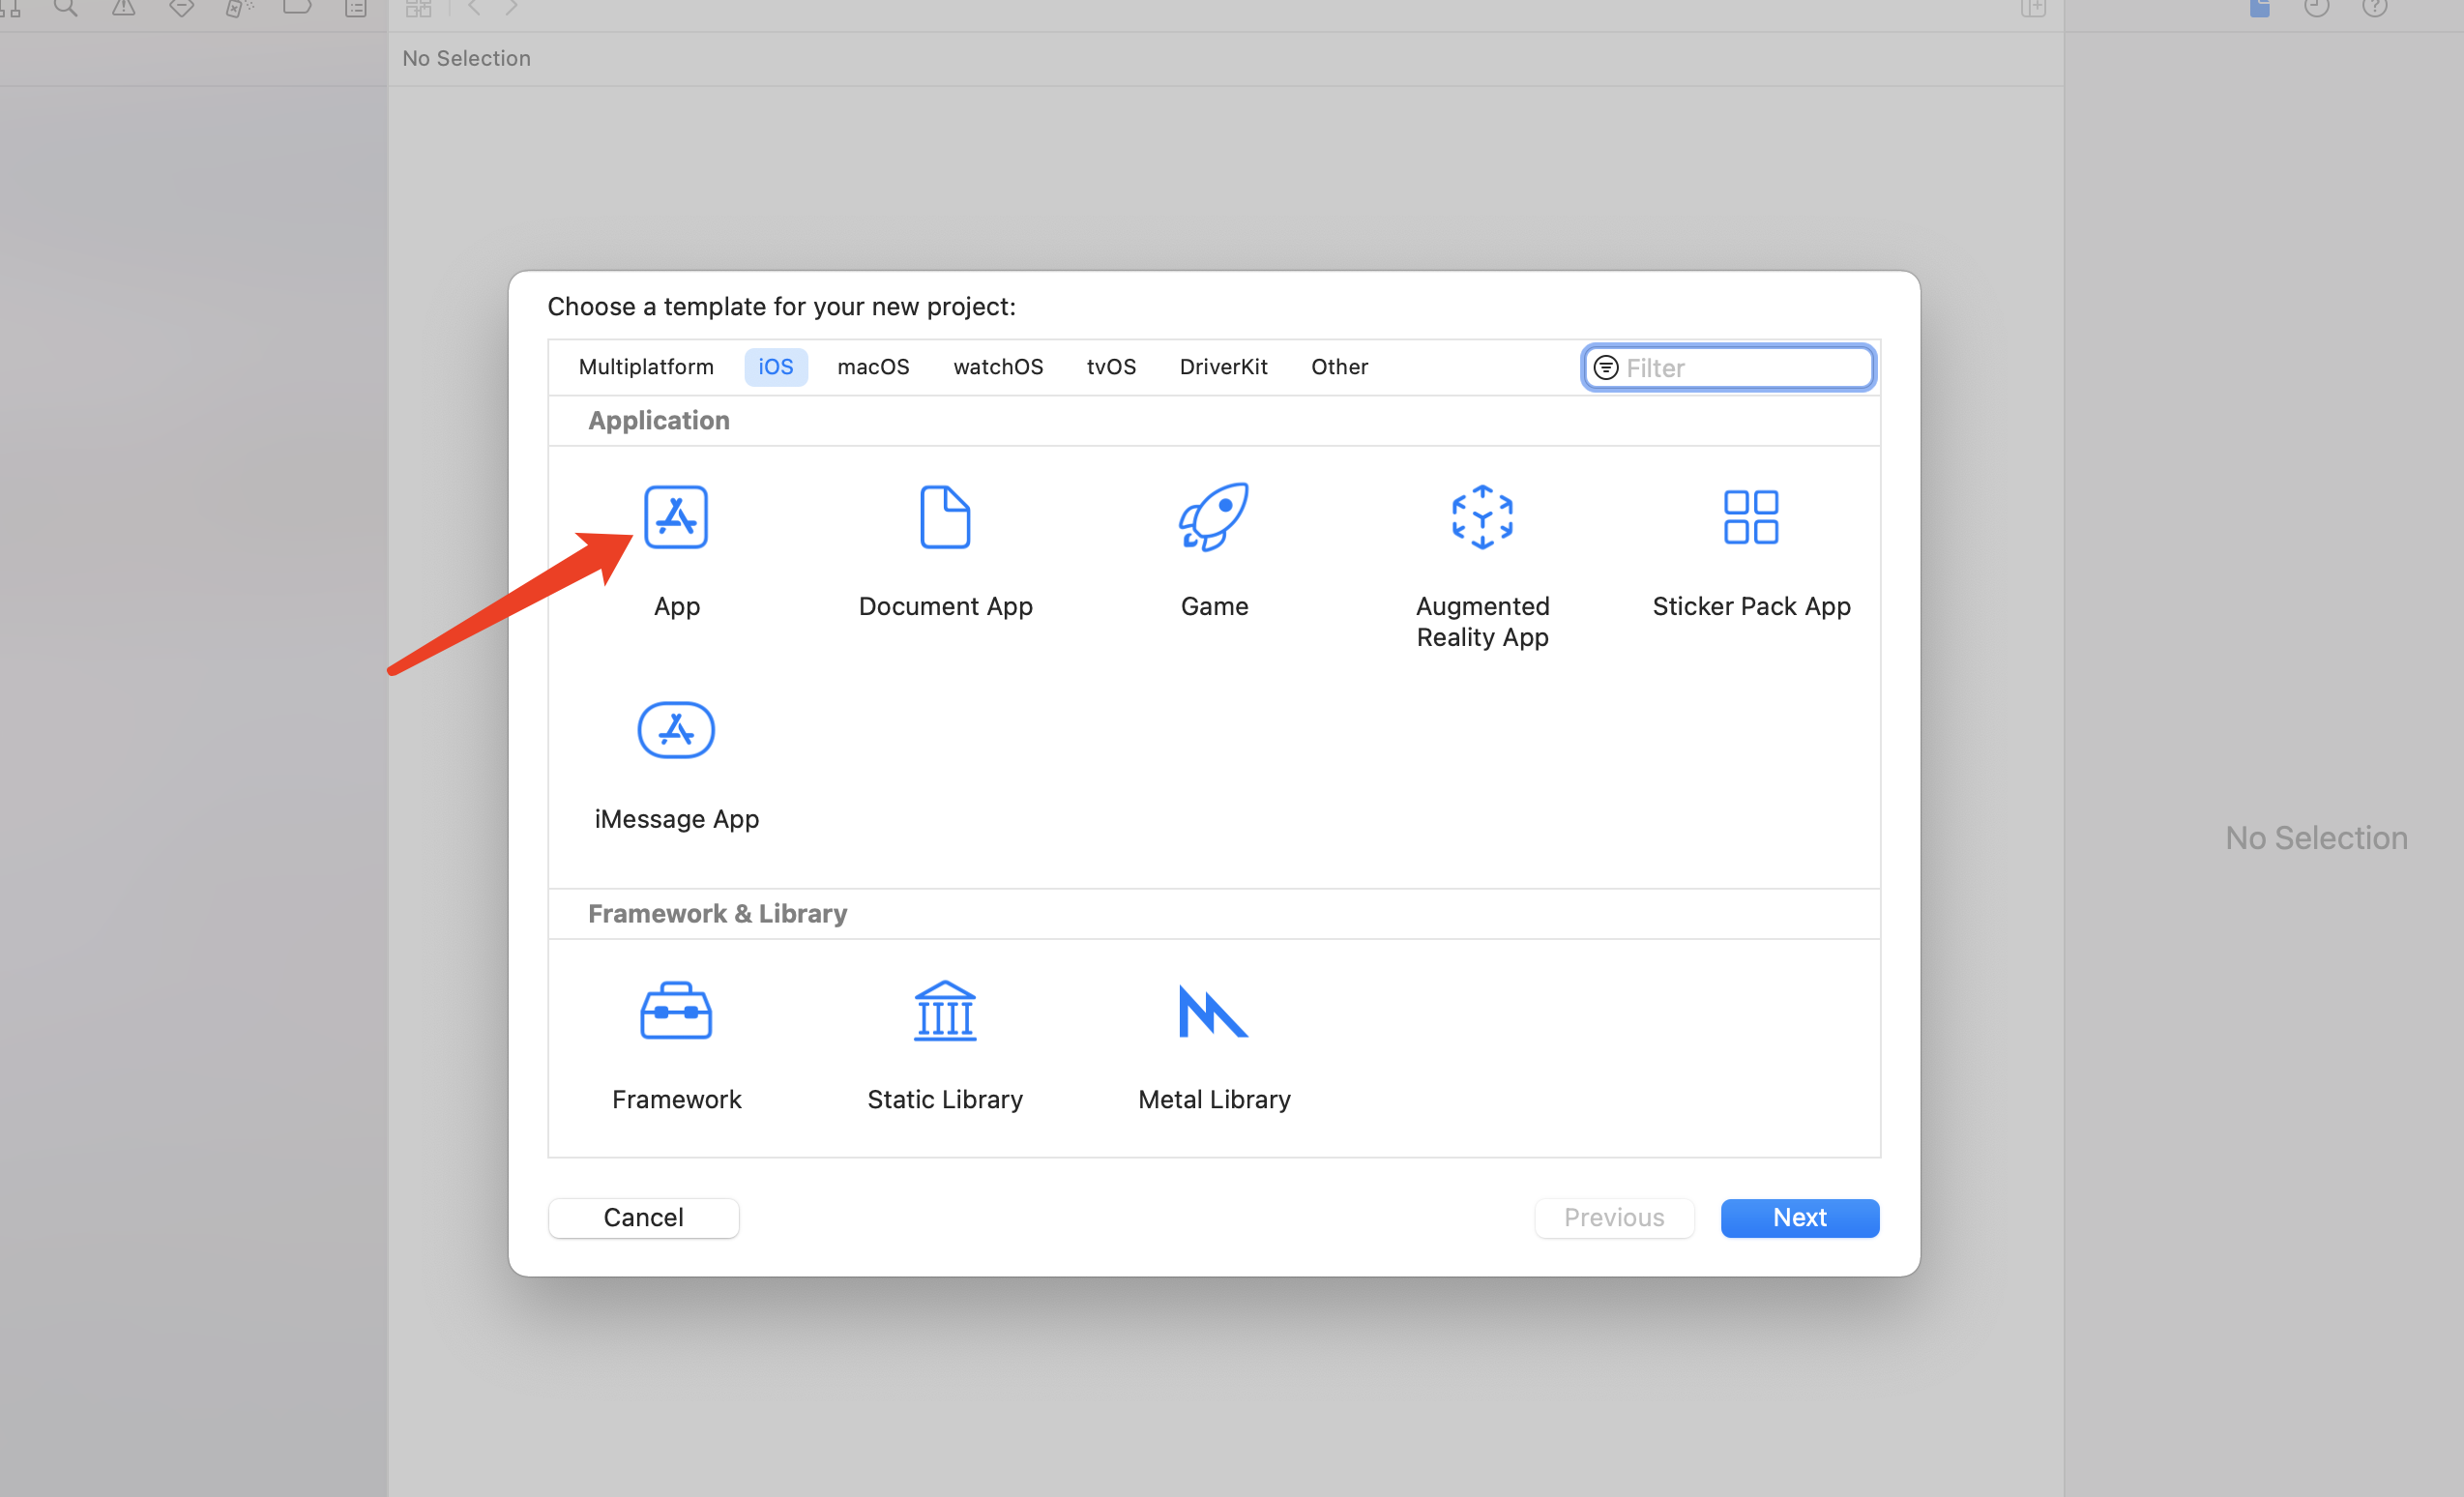 No Selection
Choose a template for your new project:
Multiplatform iOS macOS watchOS tvOS DriverKit Other Filter
Application
App Document App Game Augmented Reality App Sticker Pack App
iMessage App
Framework & Library
Framework Static Library Metal Library
Cancel Previous Next
No Selection